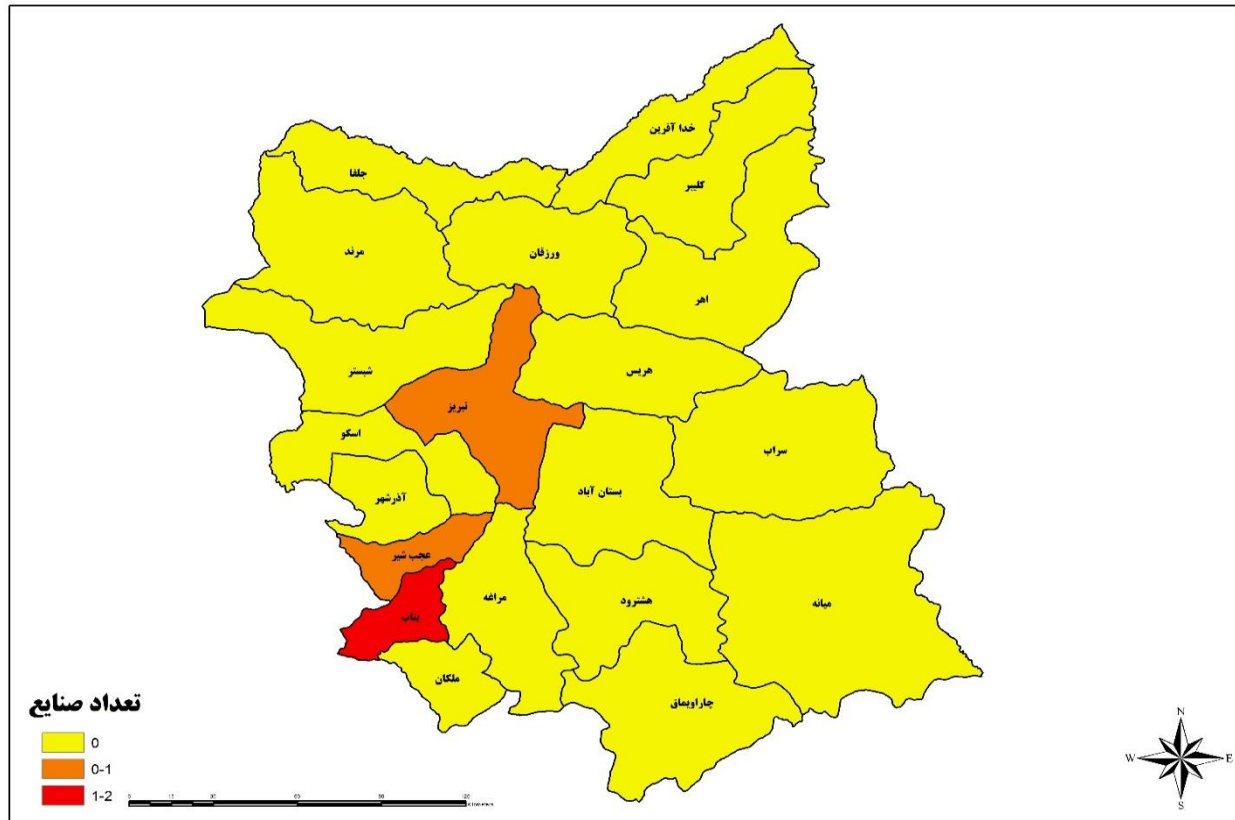 خدا آفرین
جلفا
کلیبر
مرند
ورزقان
اهر
شبستر
هریس
تبریز
اسکو
سراب
آذرشهر
بستان آباد
عجب شیر
مراغه
هشترود
میانه
بناب
ملکان
چاراویماق
تعداد صنایع
0
0-1
1-2
N
W
E
S